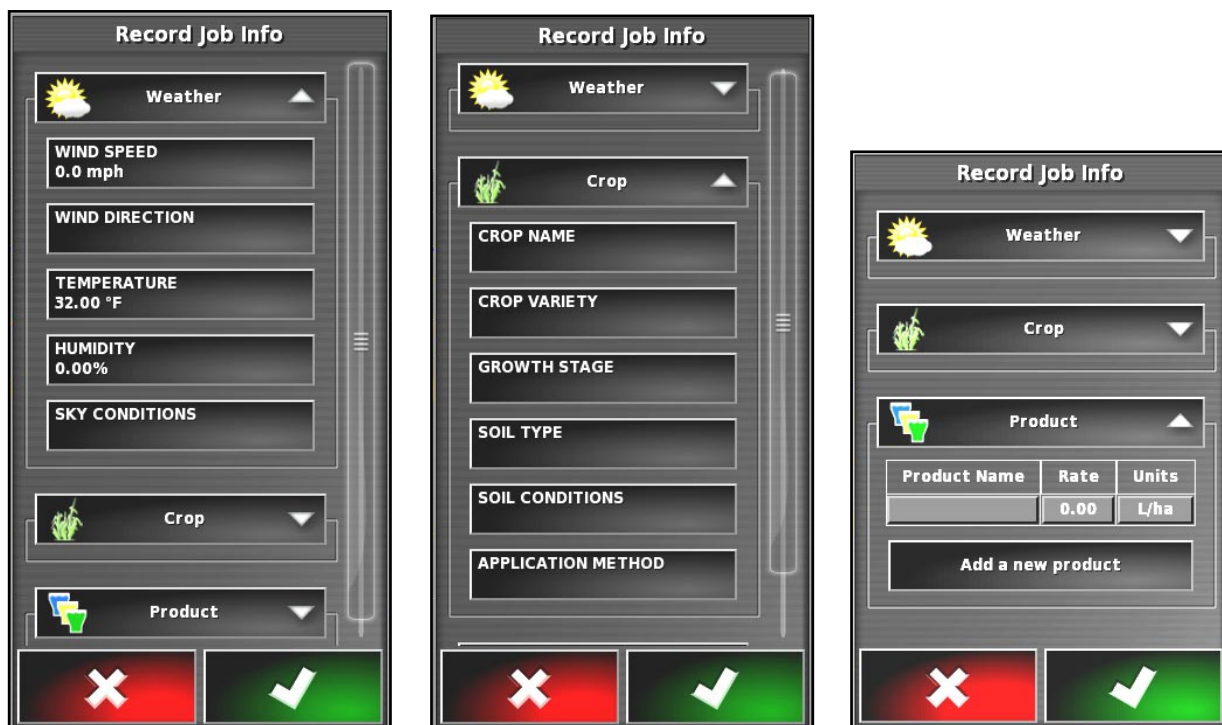 Record Job Info
Weather
WIND SPEED
0.0 mph
WIND DIRECTION
TEMPERATURE
32.00 °F
HUMIDITY
0.00%
SKY CONDITIONS
Crop
Product
Record Job Info
Weather
Crop
CROP NAME
CROP VARIETY
GROWTH STAGE
SOIL TYPE
SOIL CONDITIONS
APPLICATION METHOD
Record Job Info
Weather
Crop
Product
Product Name Rate Units
0.00 L/ha
Add a new product